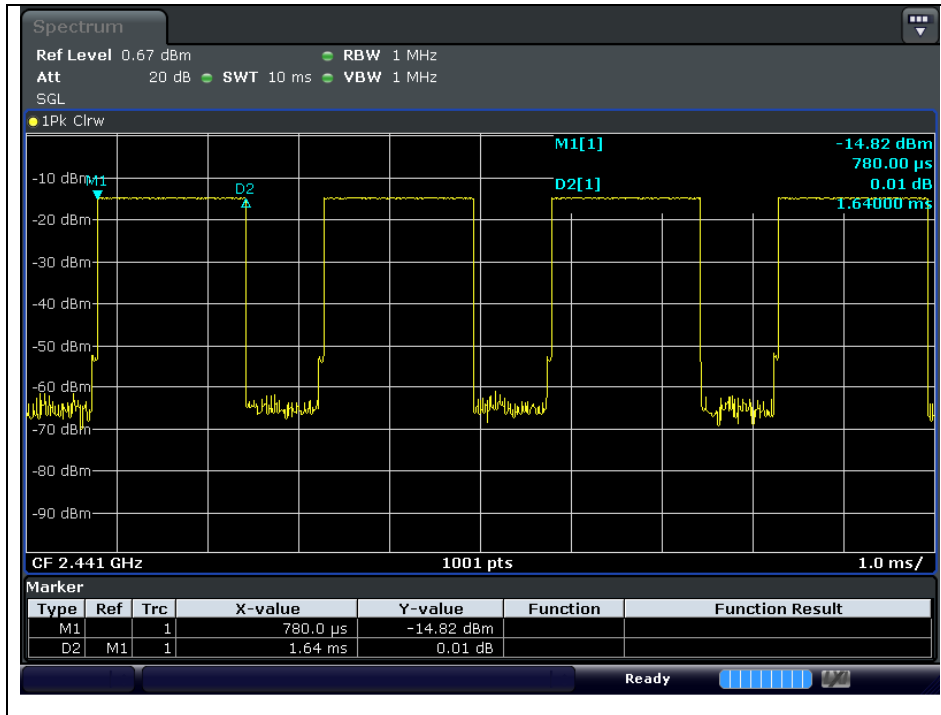 Spectrum
Ref Level 0.67 dBm RBW 1 MHz
Att 20 dB SWT 10 ms VBW 1 MHz
SGL
1Pk Clrw
M1[1] -14.82 dBm
780.00 µs
D2[1] 0.01 dB
1.64000 ms
M1
D2
-10 dBm
-20 dBm
-30 dBm
-40 dBm
-50 dBm
-60 dBm
-70 dBm
-80 dBm
-90 dBm
CF 2.441 GHz 1001 pts 1.0 ms/
Marker
Type Ref Trc X-value Y-value Function Function Result
M1 1 780.0 µs -14.82 dBm
D2 M1 1 1.64 ms 0.01 dB
Ready